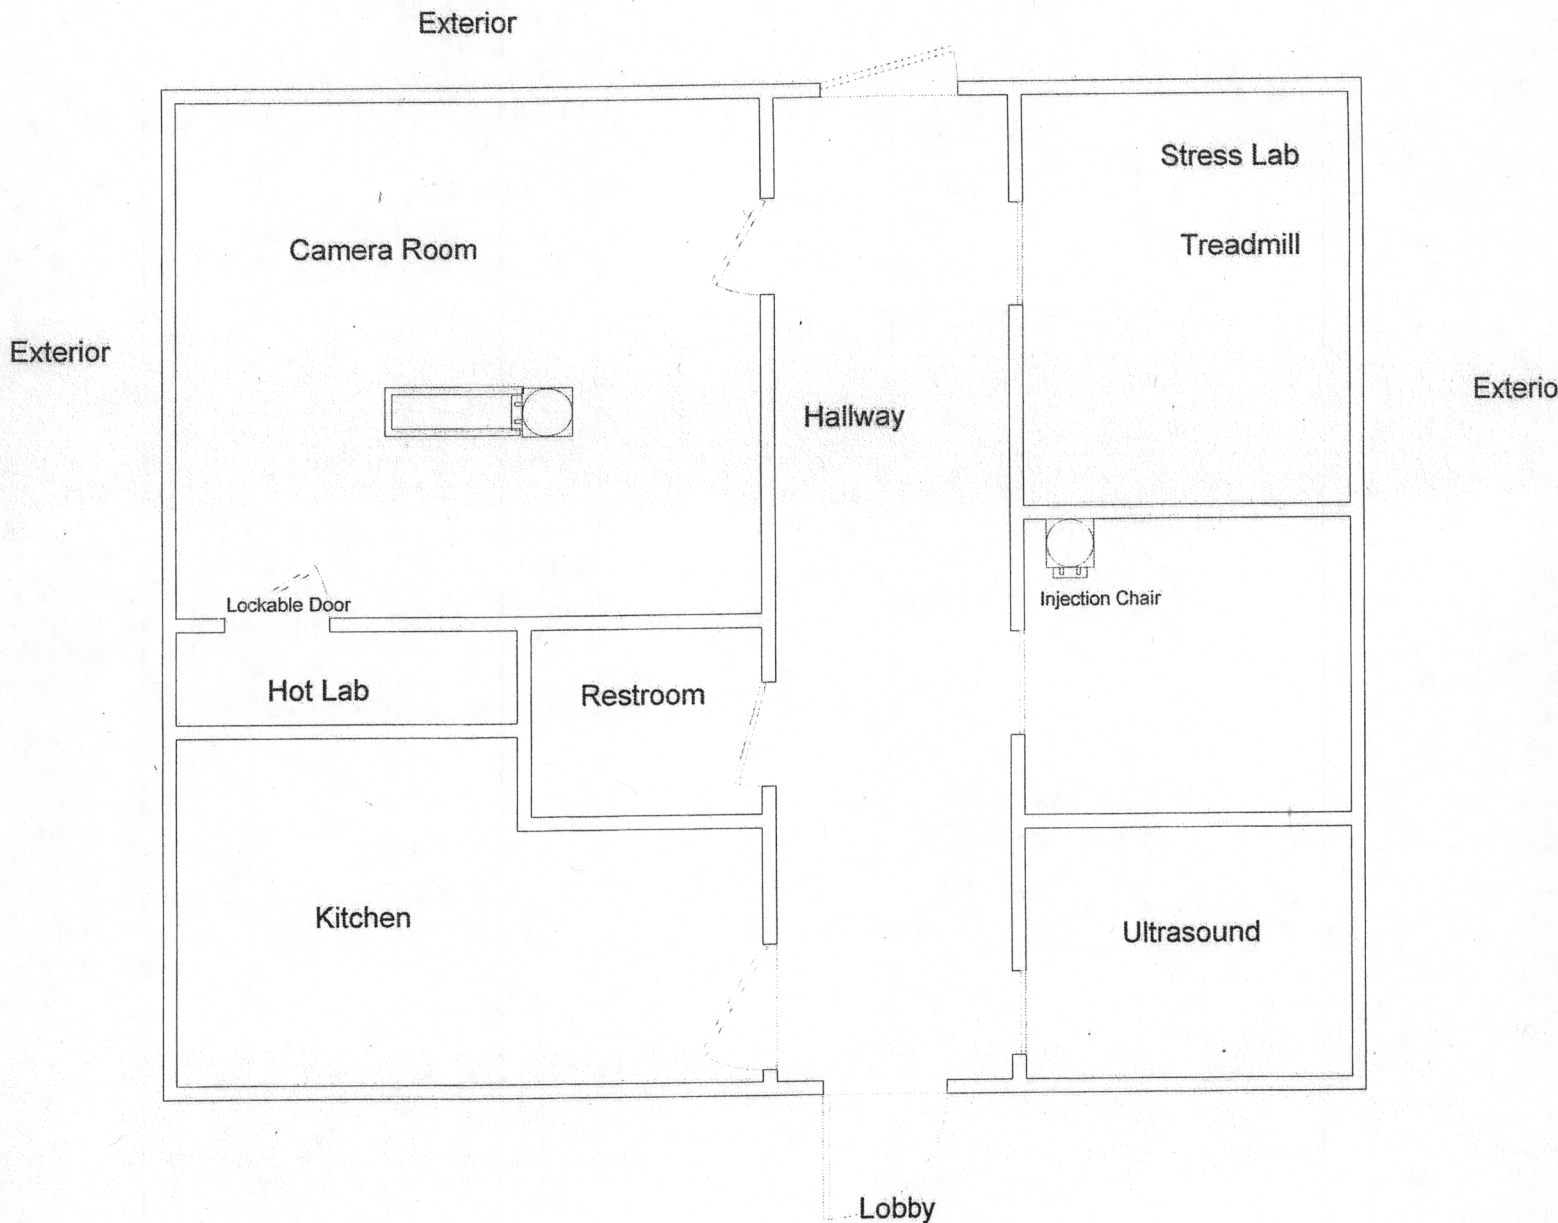 Exterior
Stress Lab
Camera Room
Treadmill
Exterior
Exterio
Hallway
Lockable Door
Injection Chair
Hot Lab
Restroom
Kitchen
Ultrasound
Lobby